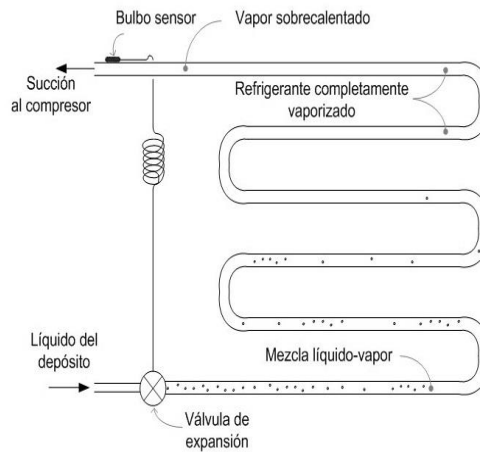 Bulbo sensor
Vapor sobrecalentado
Succión
al compresor
Refrigerante completamente
vaporizado
Líquido del
depósito
Mezcla líquido-vapor
Válvula de
expansión